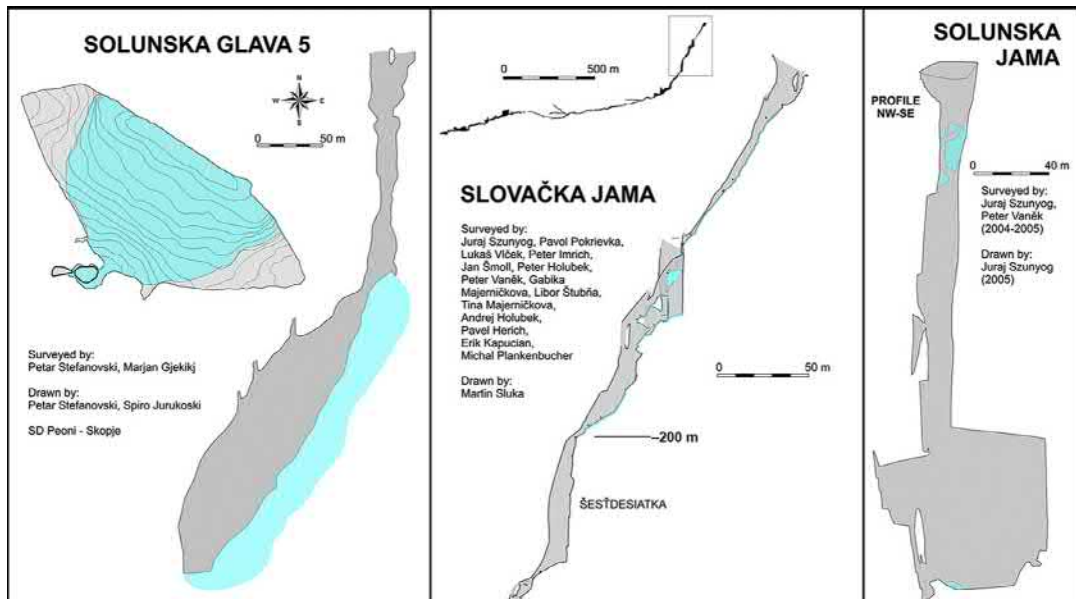 SOLUNSKA GLAVA 5
N
W E
S
0 50 m
Surveyed by:
Petar Stefanovski, Marjan Gjekikj
Drawn by:
Petar Stefanovski, Spiro Jurukoski
SD Peoni - Skopje
0 500 m
SLOVAČKA JAMA
Surveyed by:
Juraj Szunyog, Pavol Pokrievka,
Lukaš Vlček, Peter Imrich,
Jan Šmoll, Peter Holubek,
Peter Vaněk, Gabika
Majerničkova, Libor Štubňa,
Tina Majerničkova,
Andrej Holubek,
Pavel Herich,
Erik Kapucian,
Michal Plankenbucher
Drawn by:
Martin Sluka
0 50 m
–200 m
ŠESŤDESIATKA
SOLUNSKA
JAMA
PROFILE
NW-SE
0 40 m
Surveyed by:
Juraj Szunyog,
Peter Vaněk
(2004-2005)
Drawn by:
Juraj Szunyog
(2005)